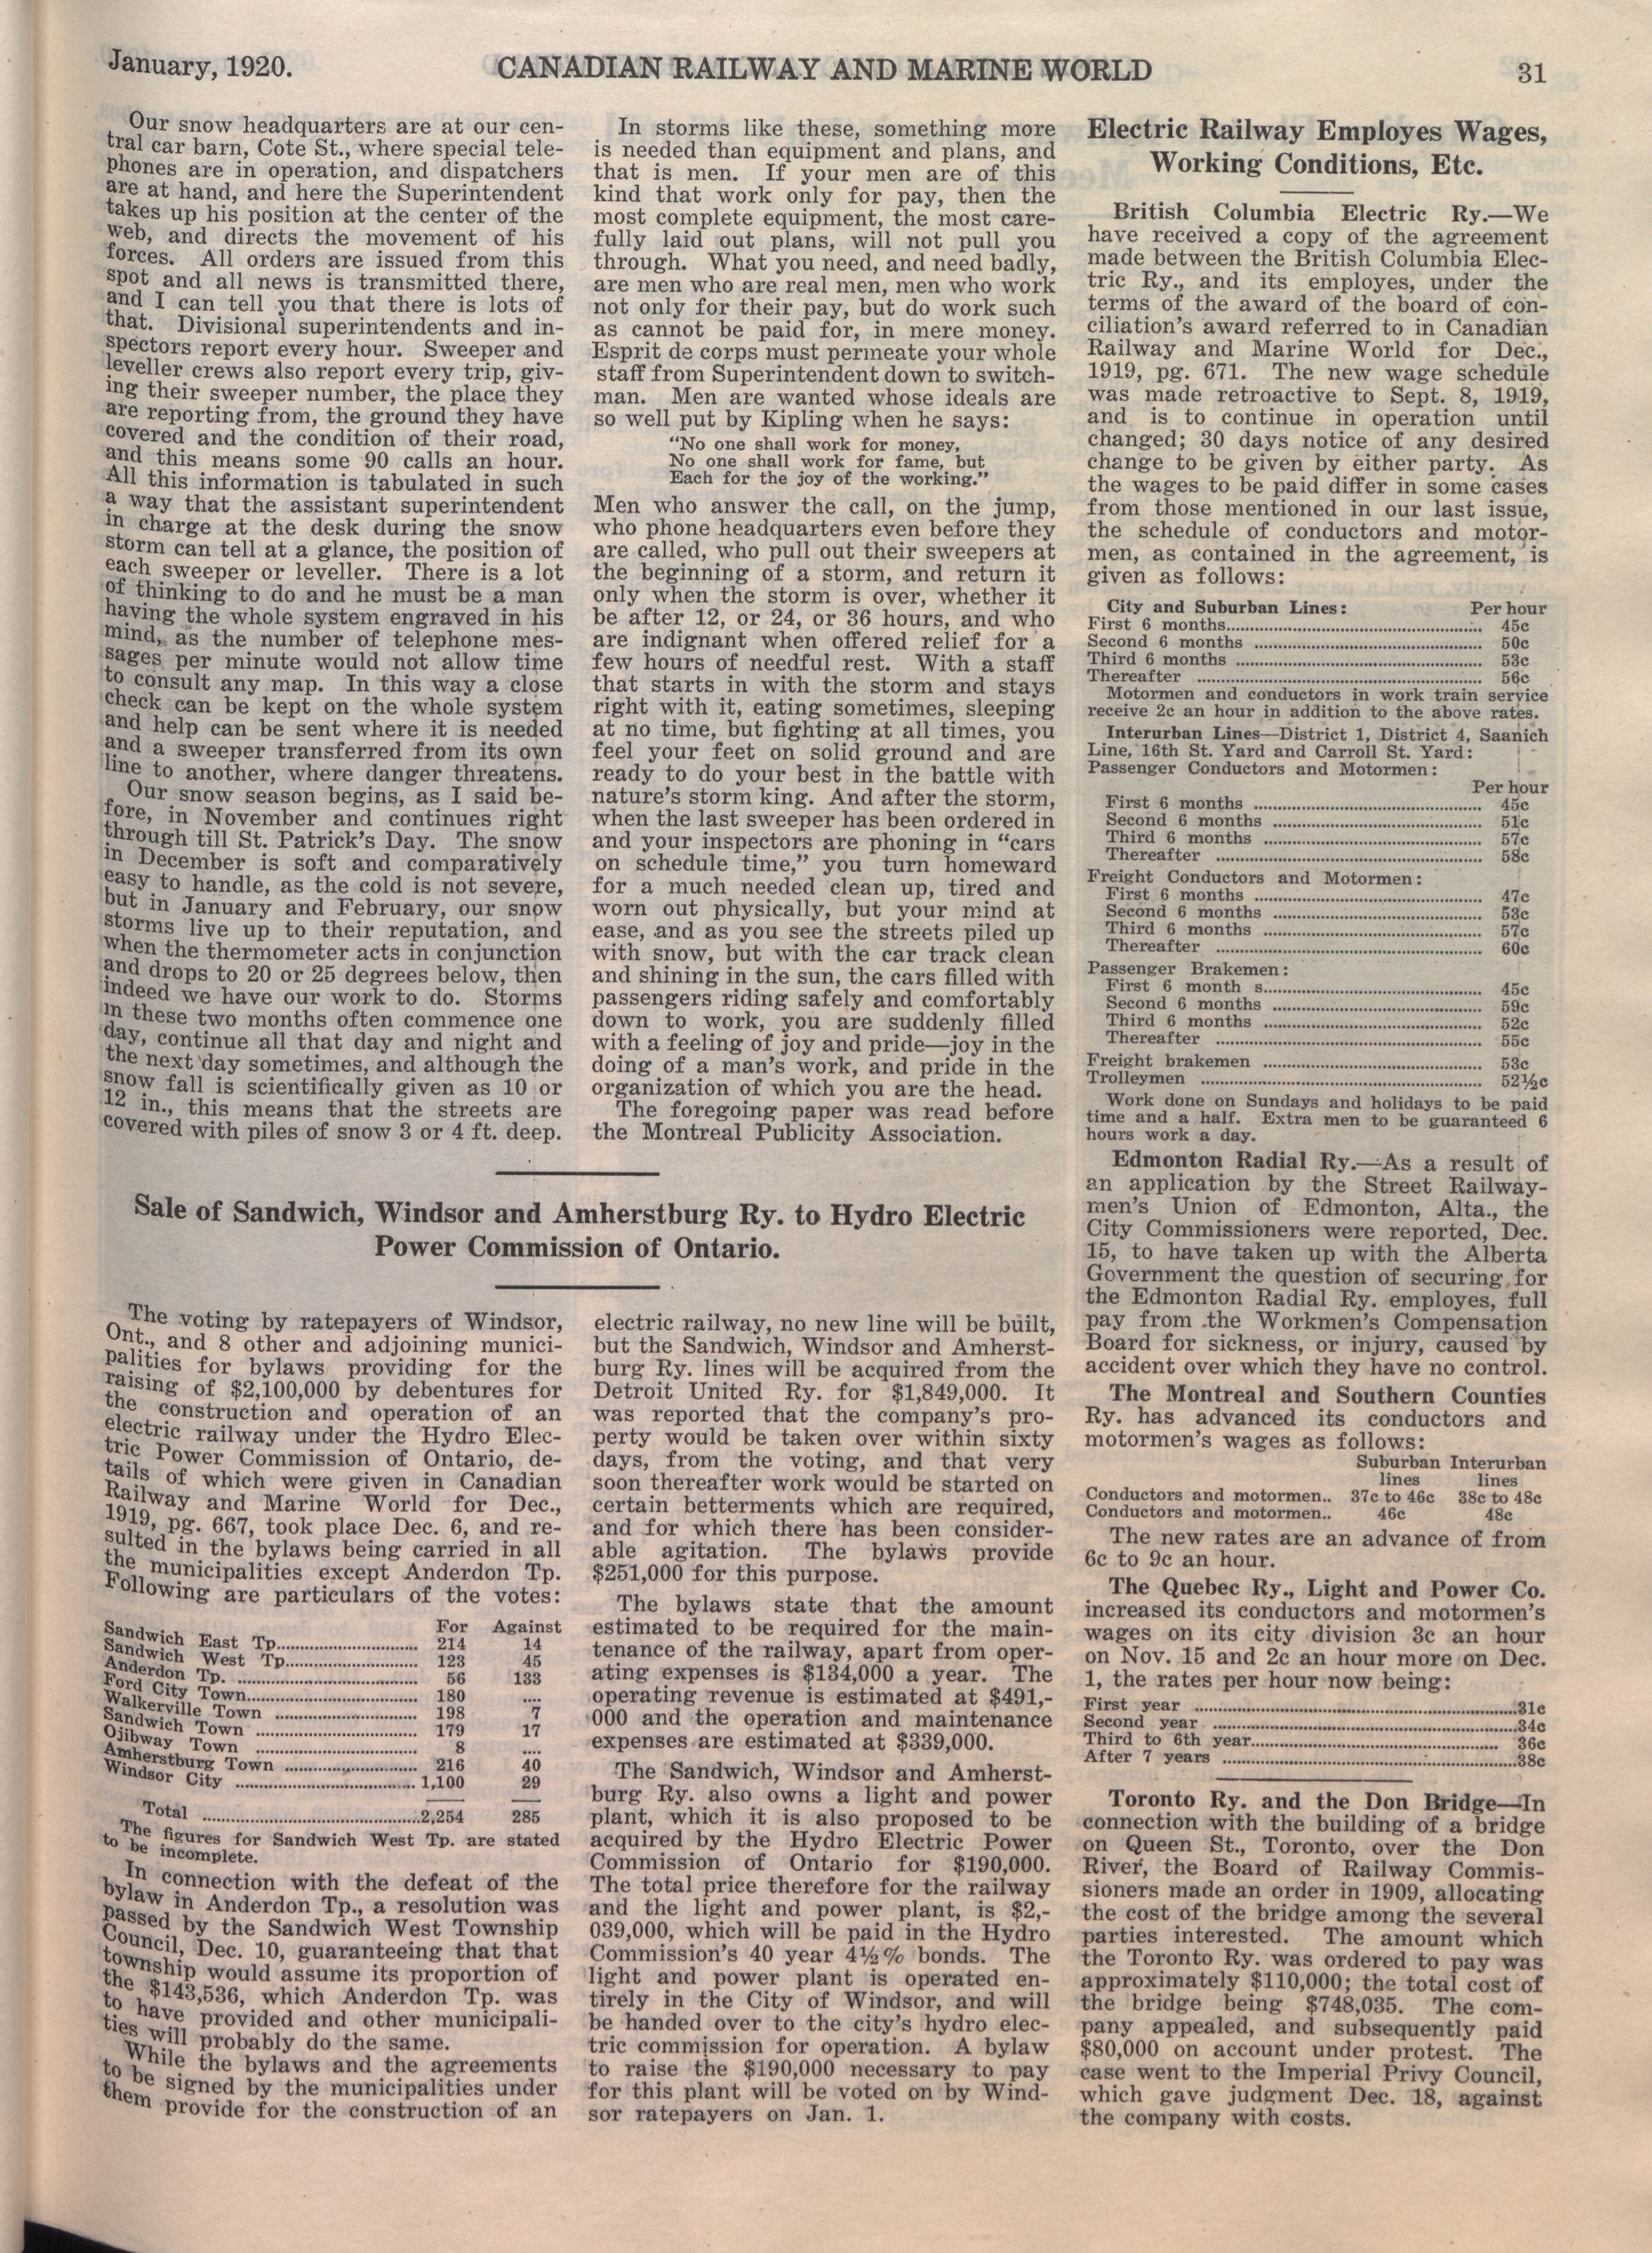 January, 1920.
CANADIAN RAILWAY AND MARINE WORLD
31
Our snow headquarters are at our cen-
tral car barn, Cote St., where special tele-
phones are in operation, and dispatchers
are at hand, and here the Superintendent
takes up his position at the center of the
web, and directs the movement of his
forces. All orders are issued from this
spot and all news is transmitted there,
and I can tell you that there is lots of
that. Divisional superintendents and in-
spectors report every hour. Sweeper and
leveller crews also report every trip, giv-
ing their sweeper number, the place they
are reporting from, the ground they have
covered and the condition of their road,
and this means some 90 calls an hour.
All this information is tabulated in such
a way that the assistant superintendent
in charge at the desk during the snow
storm can tell at a glance, the position of
each sweeper or leveller. There is a lot
of thinking to do and he must be a man
having the whole system engraved in his
mind, as the number of telephone mes-
sages per minute would not allow time
to consult any map. In this way a close
check can be kept on the whole system
and help can be sent where it is needed
and a sweeper transferred from its own
line to another, where danger threatens.
Our snow season begins, as I said be-
fore, in November and continues right
through till St. Patrick's Day. The snow
in December is soft and comparatively
easy to handle, as the cold is not severe,
but in January and February, our snow
storms live up to their reputation, and
when the thermometer acts in conjunction
and drops to 20 or 25 degrees below, then
indeed we have our work to do. Storms
in these two months often commence one
day, continue all that day and night and
the next day sometimes, and although the
snow fall is scientifically given as 10 or
12 in., this means that the streets are
covered with piles of snow 3 or 4 ft. deep.
In storms like these, something more
is needed than equipment and plans, and
that is men. If your men are of this
kind that work only for pay, then the
most complete equipment, the most care-
fully laid out plans, will not pull you
through. What you need, and need badly,
are men who are real men, men who work
not only for their pay, but do work such
as cannot be paid for, in mere money.
Esprit de corps must permeate your whole
staff from Superintendent down to switch-
man. Men are wanted whose ideals are
so well put by Kipling when he says:
"No one shall work for money,
No one shall work for fame, but
Each for the joy of the working."
Men who answer the call, on the jump,
who phone headquarters even before they
are called, who pull out their sweepers at
the beginning of a storm, and return it
only when the storm is over, whether it
be after 12, or 24, or 36 hours, and who
are indignant when offered relief for a
few hours of needful rest. With a staff
that starts in with the storm and stays
right with it, eating sometimes, sleeping
at no time, but fighting at all times, you
feel your feet on solid ground and are
ready to do your best in the battle with
nature's storm king. And after the storm,
when the last sweeper has been ordered in
and your inspectors are phoning in "cars
on schedule time," you turn homeward
for a much needed clean up, tired and
worn out physically, but your mind at
ease, and as you see the streets piled up
with snow, but with the car track clean
and shining in the sun, the cars filled with
passengers riding safely and comfortably
down to work, you are suddenly filled
with a feeling of joy and pride—joy in the
doing of a man's work, and pride in the
organization of which you are the head.
The foregoing paper was read before
the Montreal Publicity Association.
Sale of Sandwich, Windsor and Amherstburg Ry. to Hydro Electric
Power Commission of Ontario.
The voting by ratepayers of Windsor,
Ont., and 8 other and adjoining munici-
palities for bylaws providing for the
raising of $2,100,000 by debentures for
the construction and operation of an
electric railway under the Hydro Elec-
tric Power Commission of Ontario, de-
tails of which were given in Canadian
Railway and Marine World for Dec.,
1919, pg. 667, took place Dec. 6, and re-
sulted in the bylaws being carried in all
the municipalities except Anderdon Tp.
Following are particulars of the votes:
For Against
Sandwich East Tp. 214 14
Sandwich West Tp. 123 45
Anderdon Tp. 56 133
Ford City Town 180 ....
Walkerville Town 198 7
Sandwich Town 179 17
Ojibway Town 8 ....
Amherstburg Town 216 40
Windsor City 1,100 29
Total 2,254 285
The figures for Sandwich West Tp. are stated
to be incomplete.
In connection with the defeat of the
bylaw in Anderdon Tp., a resolution was
passed by the Sandwich West Township
Council, Dec. 10, guaranteeing that that
township would assume its proportion of
the $143,536, which Anderdon Tp. was
to have provided and other municipali-
ties will probably do the same.
While the bylaws and the agreements
to be signed by the municipalities under
them provide for the construction of an
electric railway, no new line will be built,
but the Sandwich, Windsor and Amherst-
burg Ry. lines will be acquired from the
Detroit United Ry. for $1,849,000. It
was reported that the company's pro-
perty would be taken over within sixty
days, from the voting, and that very
soon thereafter work would be started on
certain betterments which are required,
and for which there has been consider-
able agitation. The bylaws provide
$251,000 for this purpose.
The bylaws state that the amount
estimated to be required for the main-
tenance of the railway, apart from oper-
ating expenses is $134,000 a year. The
operating revenue is estimated at $491,-
000 and the operation and maintenance
expenses are estimated at $339,000.
The Sandwich, Windsor and Amherst-
burg Ry. also owns a light and power
plant, which it is also proposed to be
acquired by the Hydro Electric Power
Commission of Ontario for $190,000.
The total price therefore for the railway
and the light and power plant, is $2,-
039,000, which will be paid in the Hydro
Commission's 40 year 4½% bonds. The
light and power plant is operated en-
tirely in the City of Windsor, and will
be handed over to the city's hydro elec-
tric commission for operation. A bylaw
to raise the $190,000 necessary to pay
for this plant will be voted on by Wind-
sor ratepayers on Jan. 1.
Electric Railway Employes Wages,
Working Conditions, Etc.
British Columbia Electric Ry.—We
have received a copy of the agreement
made between the British Columbia Elec-
tric Ry., and its employes, under the
terms of the award of the board of con-
ciliation's award referred to in Canadian
Railway and Marine World for Dec.,
1919, pg. 671. The new wage schedule
was made retroactive to Sept. 8, 1919,
and is to continue in operation until
changed; 30 days notice of any desired
change to be given by either party. As
the wages to be paid differ in some cases
from those mentioned in our last issue,
the schedule of conductors and motor-
men, as contained in the agreement, is
given as follows:
City and Suburban Lines: Per hour
First 6 months 45c
Second 6 months 50c
Third 6 months 53c
Thereafter 56c
Motormen and conductors in work train service
receive 2c an hour in addition to the above rates.
Interurban Lines—District 1, District 4, Saanich
Line, 16th St. Yard and Carroll St. Yard:
Passenger Conductors and Motormen:
Per hour
First 6 months 45c
Second 6 months 51c
Third 6 months 57c
Thereafter 58c
Freight Conductors and Motormen:
First 6 months 47c
Second 6 months 53c
Third 6 months 57c
Thereafter 60c
Passenger Brakemen:
First 6 month s 45c
Second 6 months 59c
Third 6 months 52c
Thereafter 55c
Freight brakemen 53c
Trolleymen 52½c
Work done on Sundays and holidays to be paid
time and a half. Extra men to be guaranteed 6
hours work a day.
Edmonton Radial Ry.—As a result of
an application by the Street Railway-
men's Union of Edmonton, Alta., the
City Commissioners were reported, Dec.
15, to have taken up with the Alberta
Government the question of securing for
the Edmonton Radial Ry. employes, full
pay from the Workmen's Compensation
Board for sickness, or injury, caused by
accident over which they have no control.
The Montreal and Southern Counties
Ry. has advanced its conductors and
motormen's wages as follows:
Suburban Interurban
lines lines
Conductors and motormen.. 37c to 46c 38c to 48c
Conductors and motormen.. 46c 48c
The new rates are an advance of from
6c to 9c an hour.
The Quebec Ry., Light and Power Co.
increased its conductors and motormen's
wages on its city division 3c an hour
on Nov. 15 and 2c an hour more on Dec.
1, the rates per hour now being:
First year 31c
Second year 34c
Third to 6th year 36c
After 7 years 38c
Toronto Ry. and the Don Bridge—In
connection with the building of a bridge
on Queen St., Toronto, over the Don
River, the Board of Railway Commis-
sioners made an order in 1909, allocating
the cost of the bridge among the several
parties interested. The amount which
the Toronto Ry. was ordered to pay was
approximately $110,000; the total cost of
the bridge being $748,035. The com-
pany appealed, and subsequently paid
$80,000 on account under protest. The
case went to the Imperial Privy Council,
which gave judgment Dec. 18, against
the company with costs.